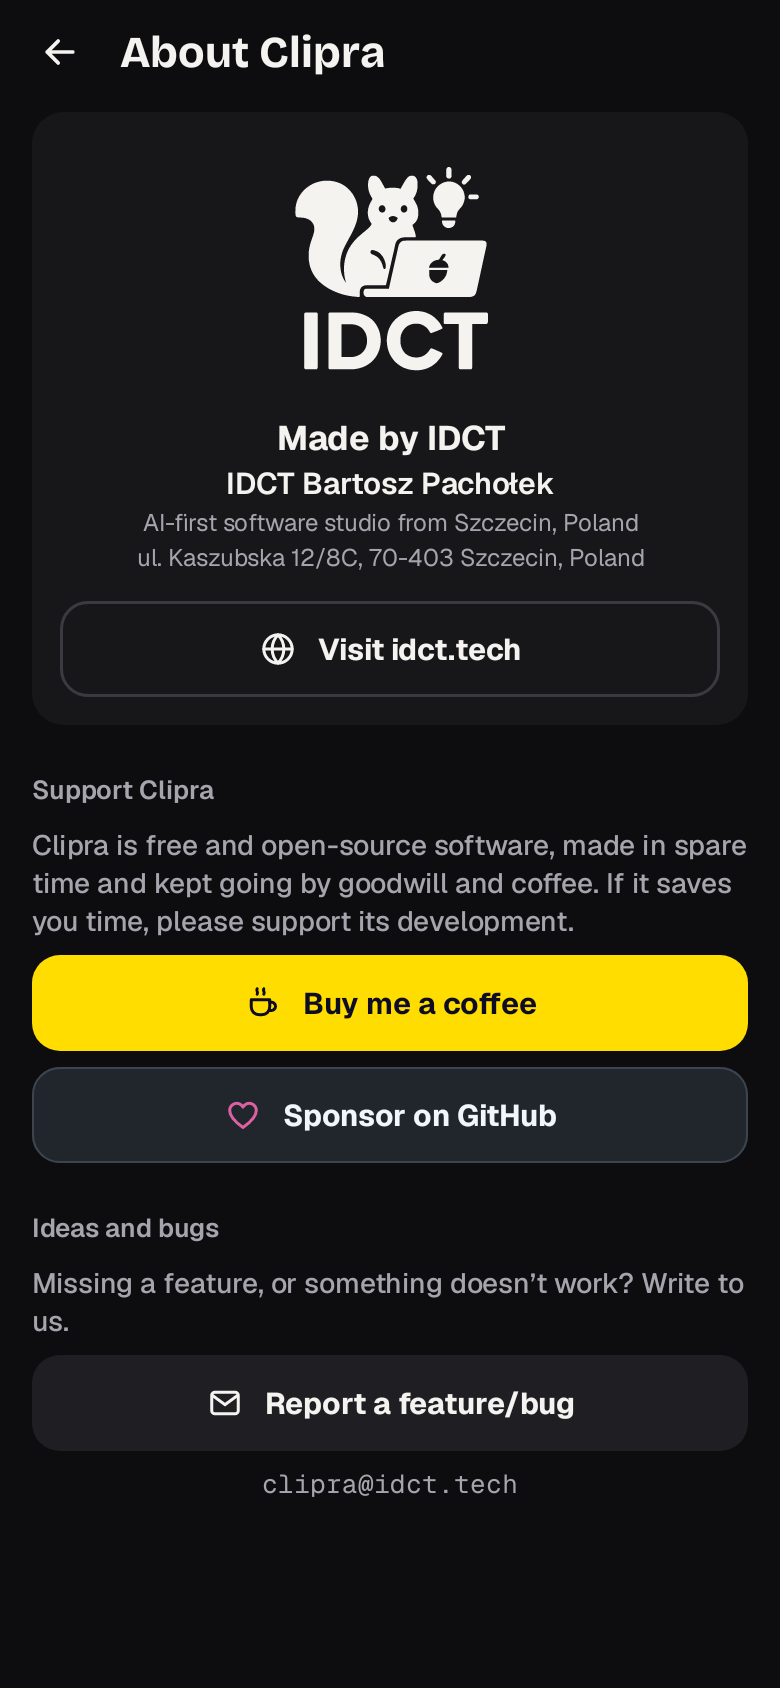 About Clipra
IDCT
Made by IDCT
IDCT Bartosz Pachołek
AI-first software studio from Szczecin, Poland
ul. Kaszubska 12/8C, 70-403 Szczecin, Poland
Visit idct.tech
Support Clipra
Clipra is free and open-source software, made in spare
time and kept going by goodwill and coffee. If it saves
you time, please support its development.
Buy me a coffee
Sponsor on GitHub
Ideas and bugs
Missing a feature, or something doesn’t work? Write to
us.
Report a feature/bug
clipra@idct.tech